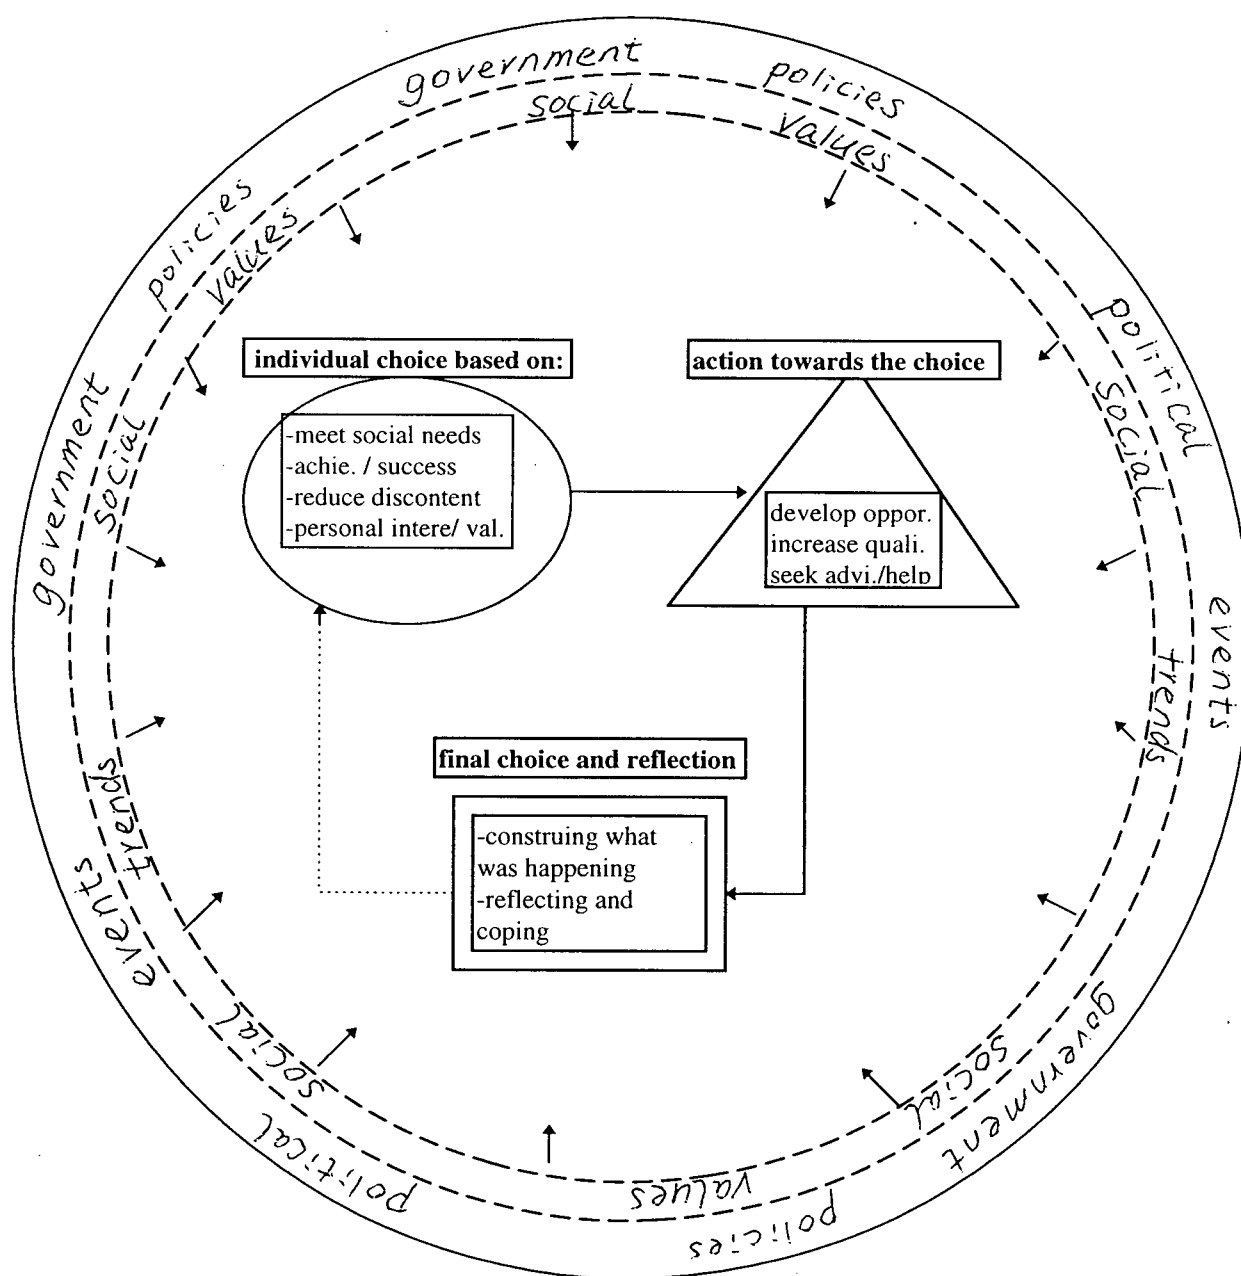 government policies
social values
government policies
social values
political events
social trends
government policies
social values
political events
social trends
individual choice based on:
-meet social needs
-achie. / success
-reduce discontent
-personal intere/ val.
action towards the choice
develop oppor.
increase quali.
seek advi./help
final choice and reflection
-construing what
was happening
-reflecting and
coping